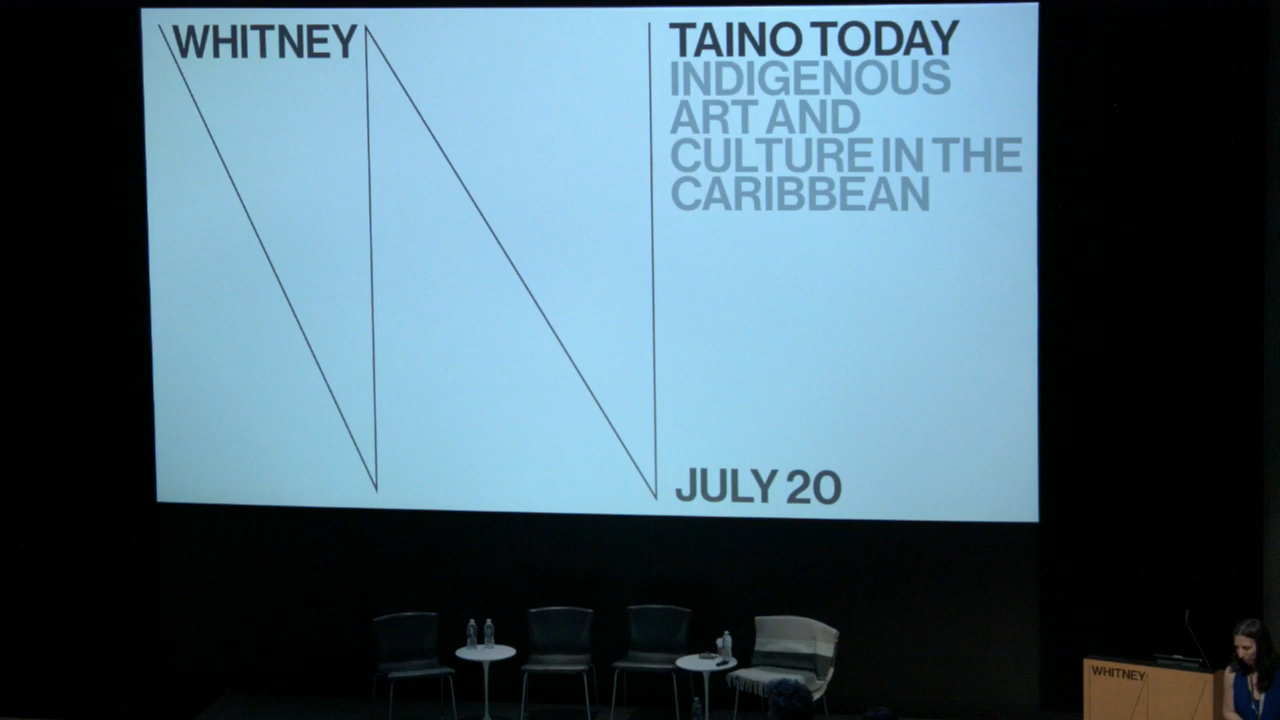 WHITNEY
TAINO TODAY
INDIGENOUS
ART AND
CULTURE IN THE
CARIBBEAN
JULY 20
WHITNEY